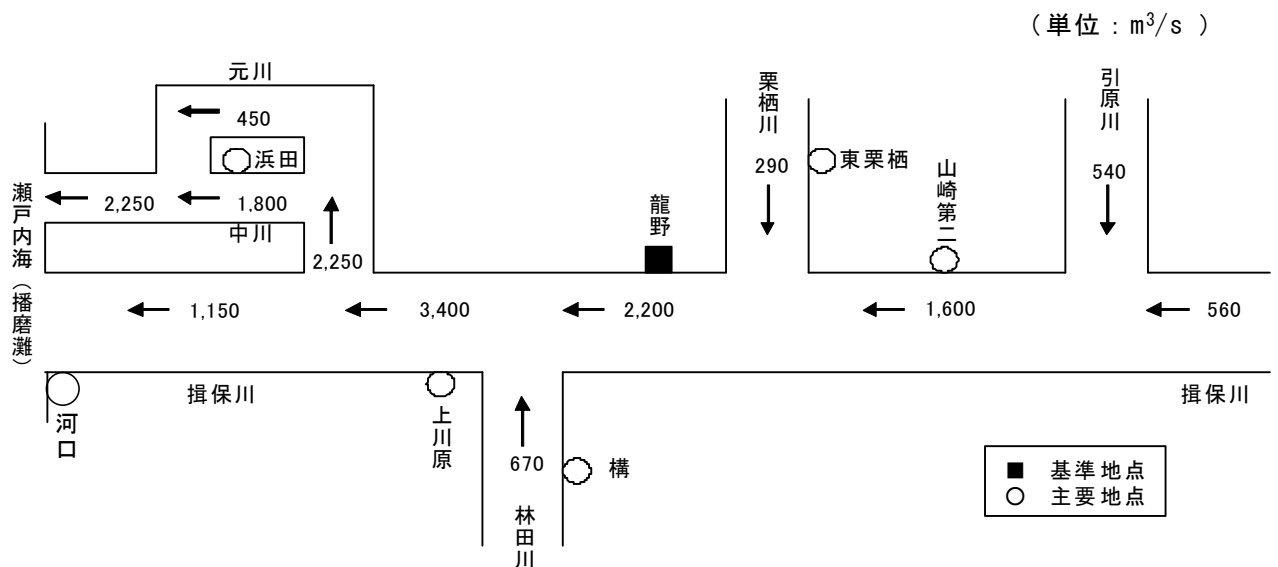 (単位:m³/s )
元川
450
浜田
2,250
1,800
中川
2,250
瀬戸内海(播磨灘)
栗栖川
290
東栗栖
山崎第二
引原川
540
龍野
1,150
3,400
2,200
1,600
560
揖保川
揖保川
河口
上川原
670
構
林田川
基準地点
主要地点